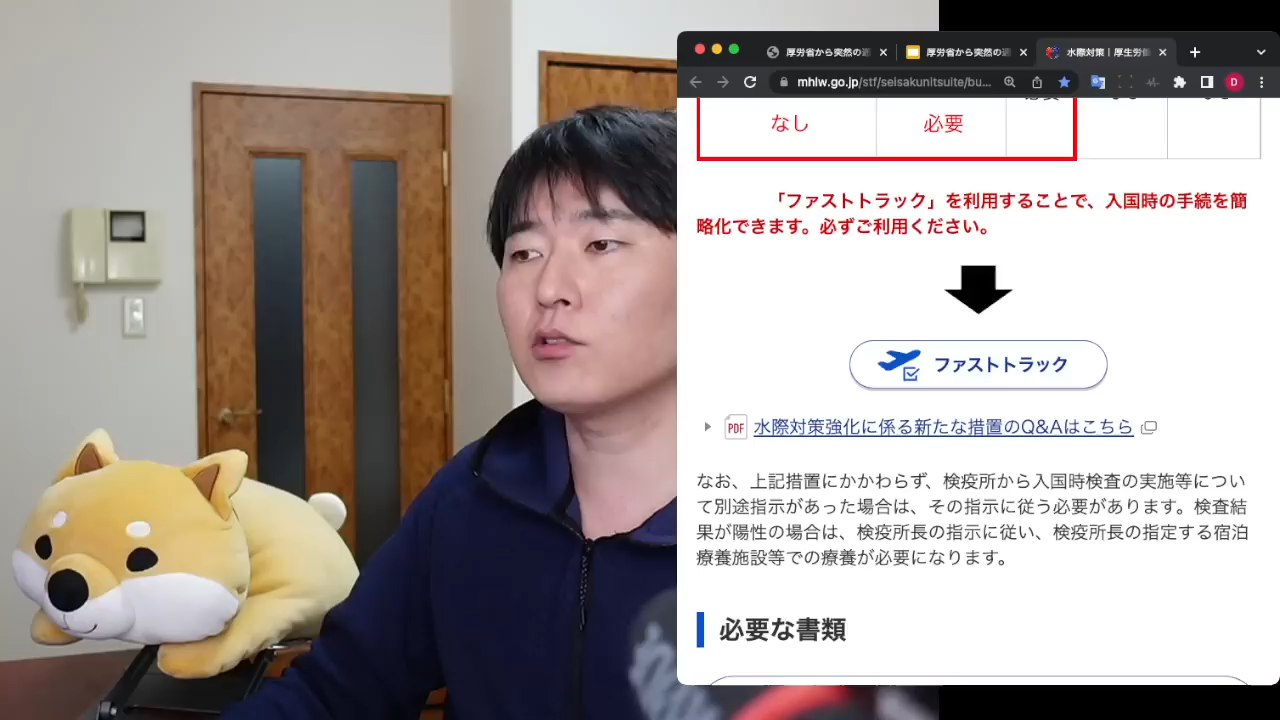 厚労省から突然の通
厚労省から突然の通
水際対策｜厚生労働
mhlw.go.jp/stf/seisakunitsuite/bu...
D
なし
必要
「ファストトラック」を利用することで、入国時の手続を簡
略化できます。必ずご利用ください。
ファストトラック
PDF 水際対策強化に係る新たな措置のQ&Aはこちら
なお、上記措置にかかわらず、検疫所から入国時検査の実施等につい
て別途指示があった場合は、その指示に従う必要があります。検査結
果が陽性の場合は、検疫所長の指示に従い、検疫所長の指定する宿泊
療養施設等での療養が必要になります。
必要な書類